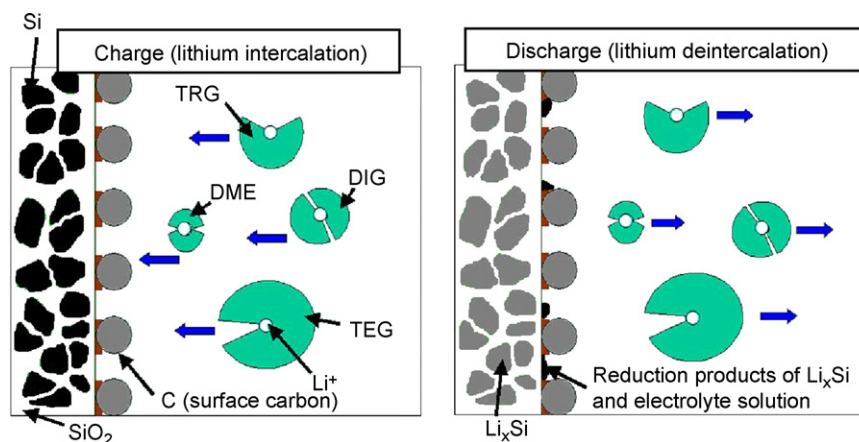 Si
Charge (lithium intercalation)
TRG
DME
DIG
TEG
Li⁺
C (surface carbon)
SiO₂
Discharge (lithium deintercalation)
Reduction products of LiₓSi
and electrolyte solution
LiₓSi